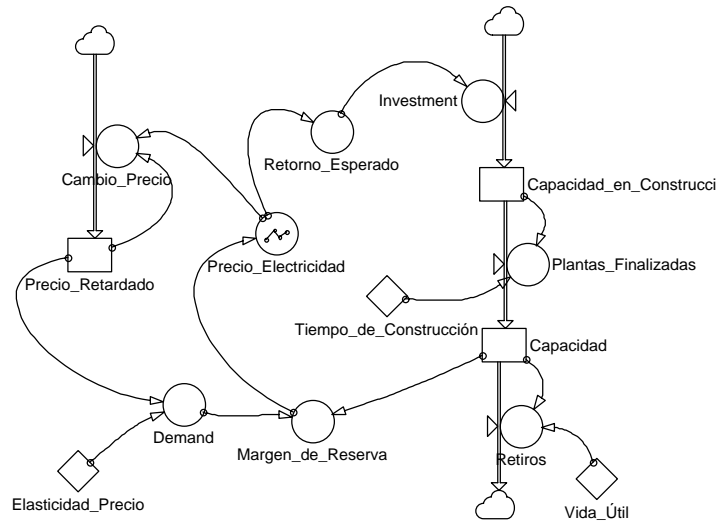 Investment
Retorno_Esperado
Cambio_Precio
Capacidad_en_Construcci
Precio_Electricidad
Plantas_Finalizadas
Precio_Retardado
Tiempo_de_Construcción
Capacidad
Demand
Margen_de_Reserva
Retiros
Elasticidad_Precio
Vida_Útil